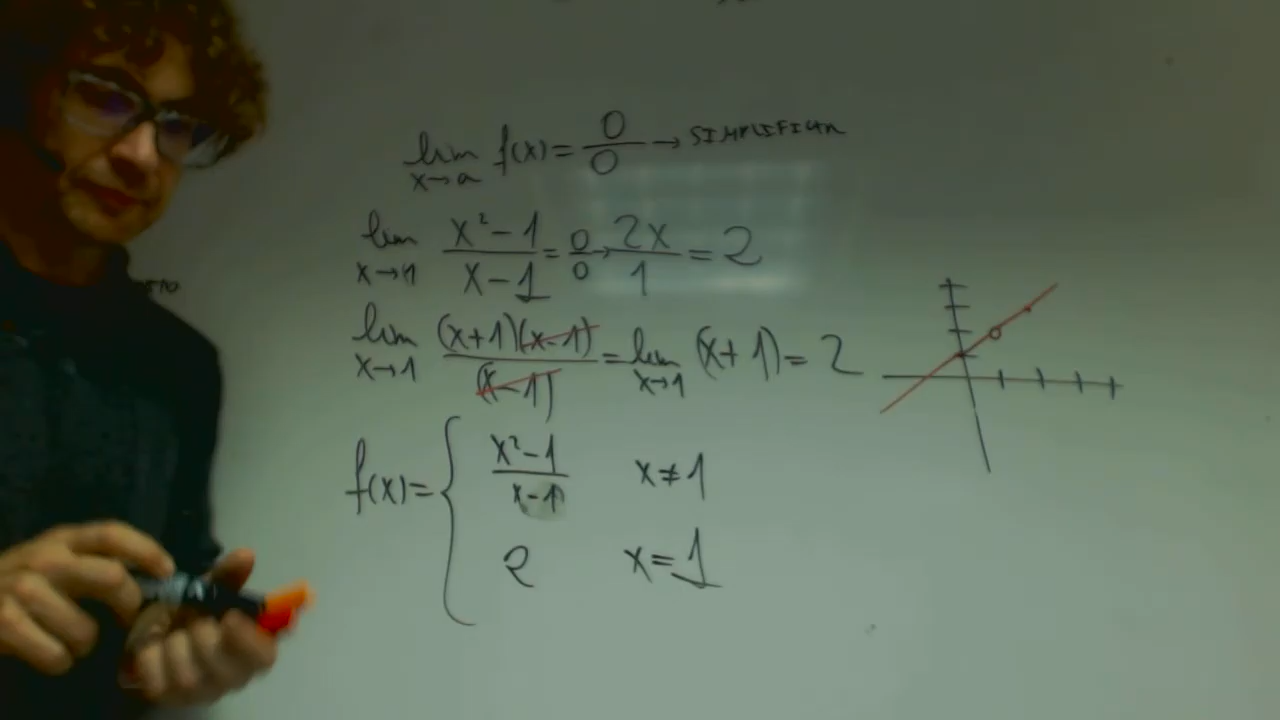 lim x→a f(x) = 0/0 → SIMPLIFICAR
lim x→1 (x²-1)/(x-1) = 0/0 → 2x/1 = 2
lim x→1 (x+1)(x-1)/(x-1) = lim x→1 (x+1) = 2
f(x) = { (x²-1)/(x-1) x≠1
2 x=1